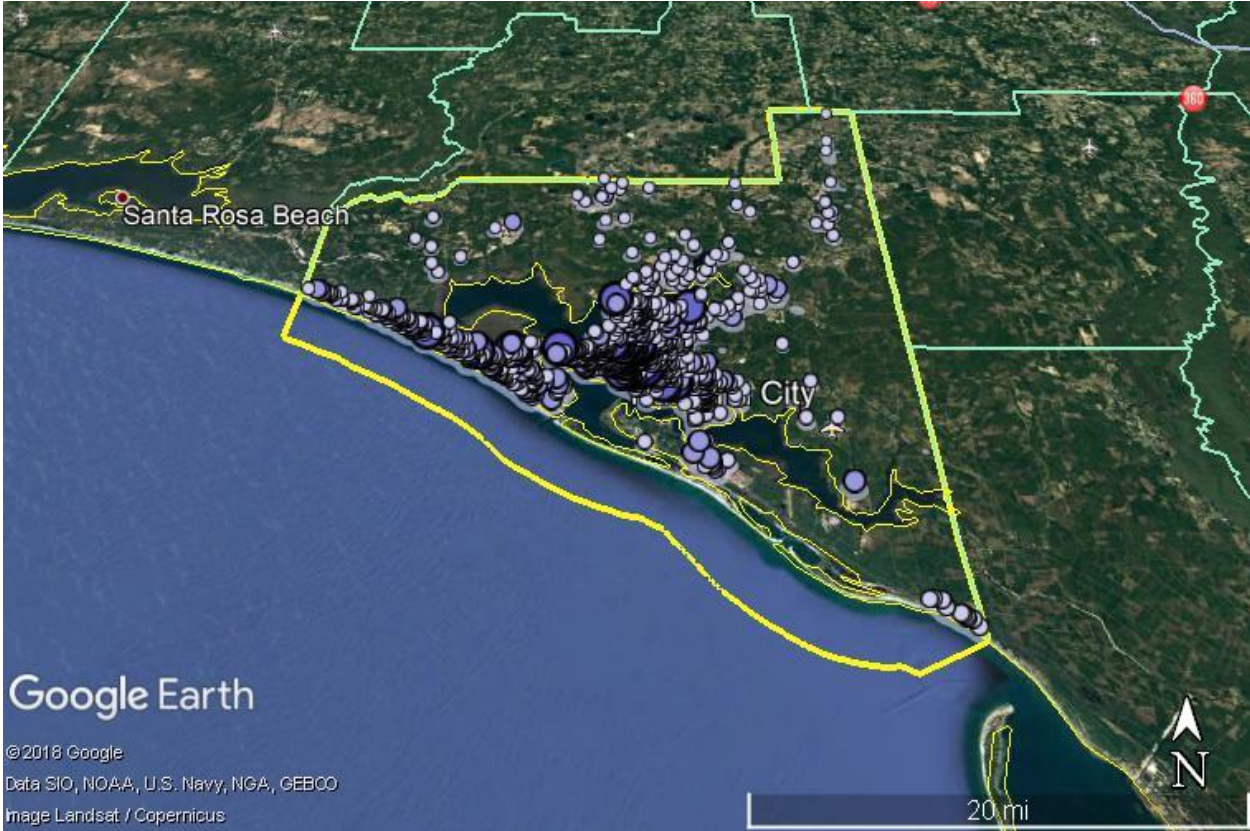 360
Santa Rosa Beach
City
Google Earth
© 2018 Google
Data SIO, NOAA, U.S. Navy, NGA, GEBCO
Image Landsat / Copernicus
N
20 mi